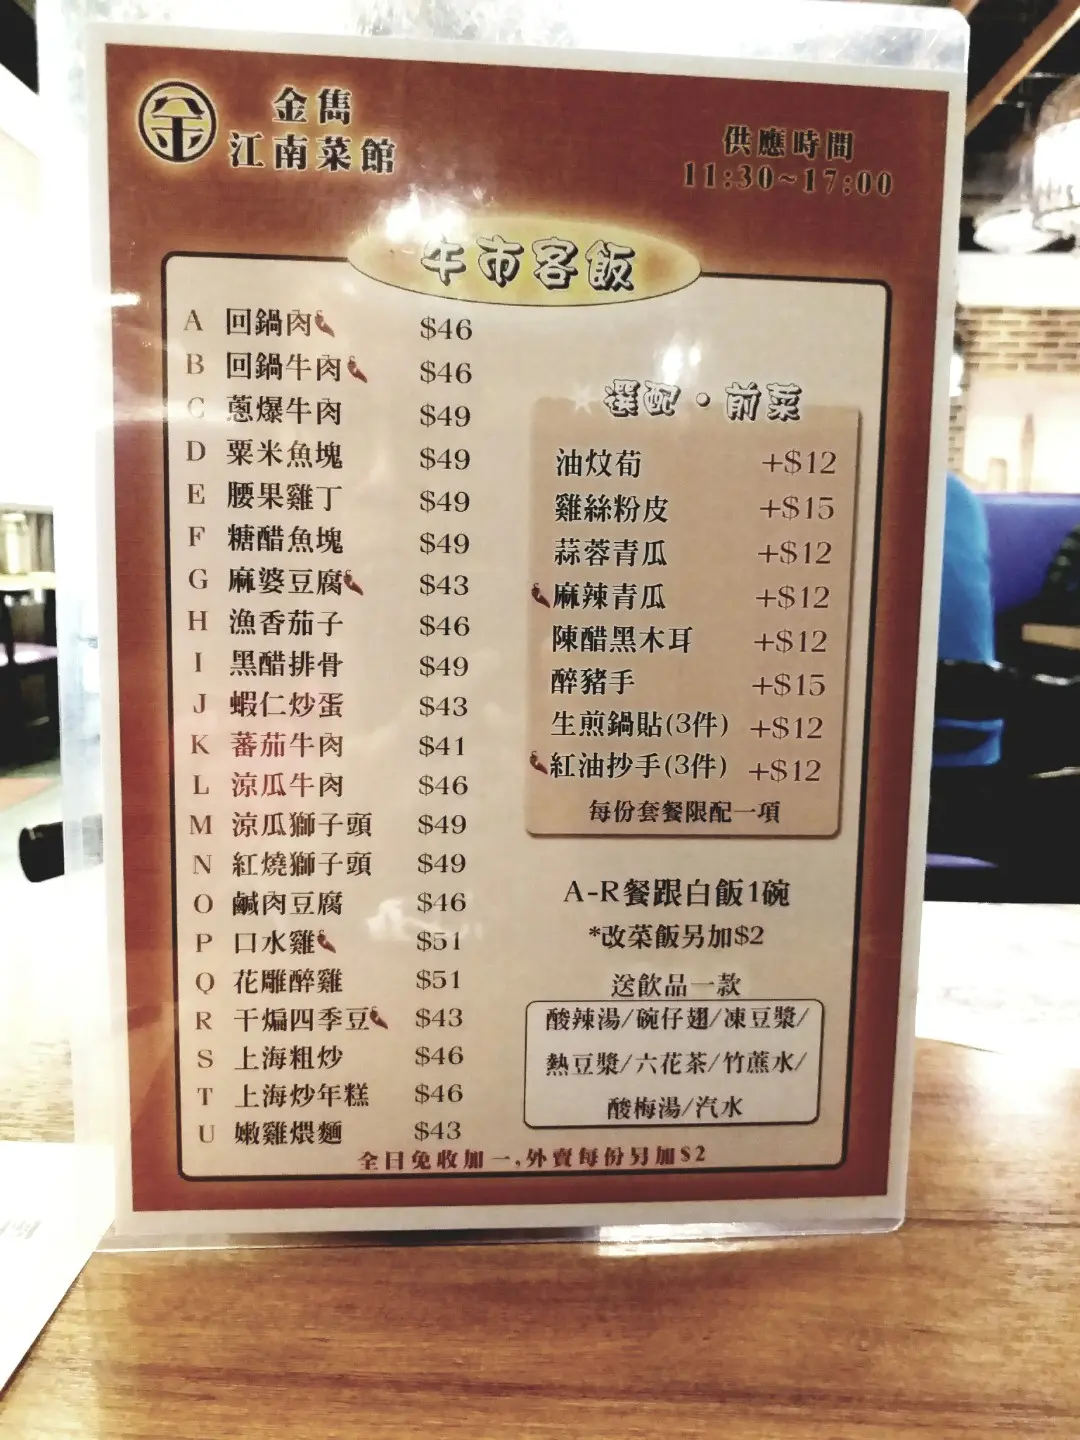 金
金雋
江南菜館
供應時間
11:30~17:00
午市客飯
A 回鍋肉 $46
B 回鍋牛肉 $46
C 蔥爆牛肉 $49
D 粟米魚塊 $49
E 腰果雞丁 $49
F 糖醋魚塊 $49
G 麻婆豆腐 $43
H 漁香茄子 $46
I 黑醋排骨 $49
J 蝦仁炒蛋 $43
K 蕃茄牛肉 $41
L 涼瓜牛肉 $46
M 涼瓜獅子頭 $49
N 紅燒獅子頭 $49
O 鹹肉豆腐 $46
P 口水雞 $51
Q 花雕醉雞 $51
R 干煸四季豆 $43
S 上海粗炒 $46
T 上海炒年糕 $46
U 嫩雞煨麵 $43
選配·前菜
油炆荀 +$12
雞絲粉皮 +$15
蒜蓉青瓜 +$12
麻辣青瓜 +$12
陳醋黑木耳 +$12
醉豬手 +$15
生煎鍋貼(3件) +$12
紅油抄手(3件) +$12
每份套餐限配一項
A-R餐跟白飯1碗
*改菜飯另加$2
送飲品一款
酸辣湯/碗仔翅/凍豆漿/
熱豆漿/六花茶/竹蔗水/
酸梅湯/汽水
全日免收加一,外賣每份另加$2